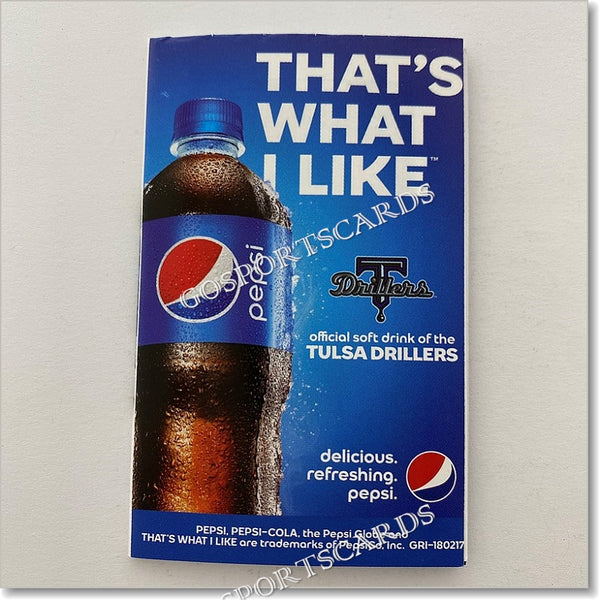 THAT'S
WHAT
I LIKE™
pepsi
Drillers
official soft drink of the
TULSA DRILLERS
delicious.
refreshing.
pepsi.
PEPSI, PEPSI-COLA, the Pepsi Globe and
THAT'S WHAT I LIKE are trademarks of PepsiCo, Inc. GRI-180217
GOSPORTSCARDS
GOSPORTSCARDS